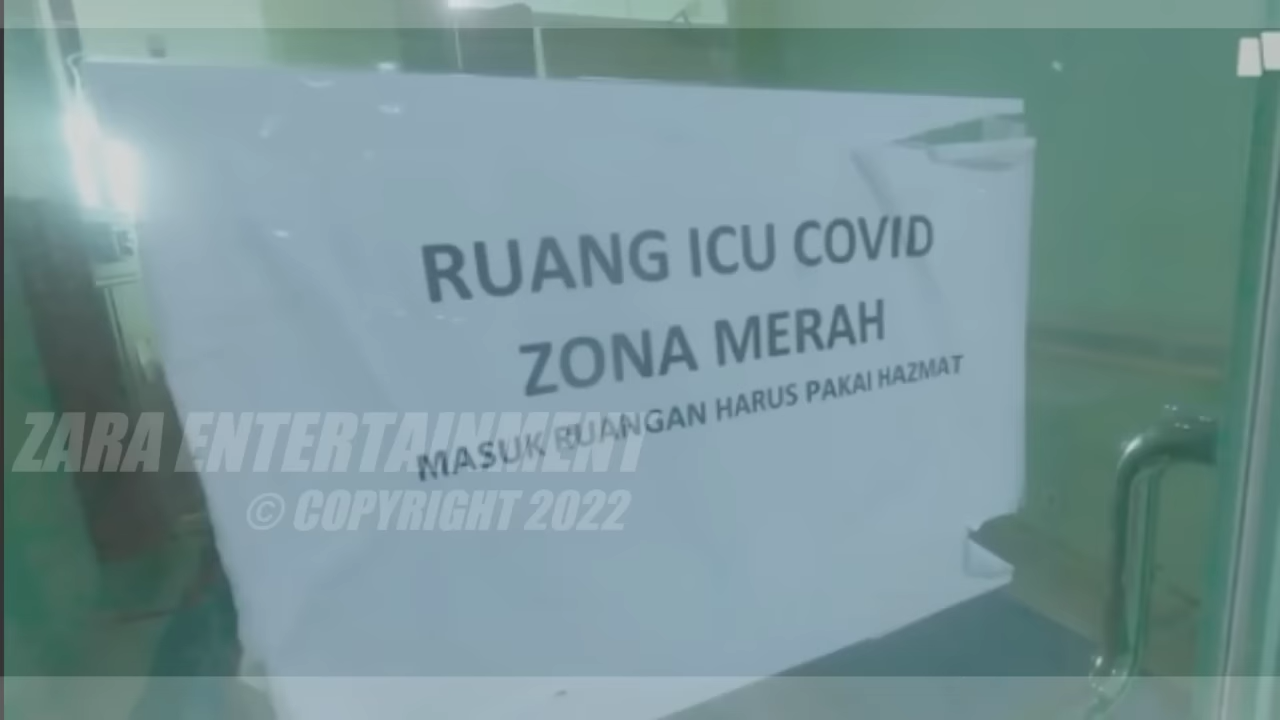 RUANG ICU COVID
ZONA MERAH
MASUK RUANGAN HARUS PAKAI HAZMAT
ZARA ENTERTAINMENT
© COPYRIGHT 2022